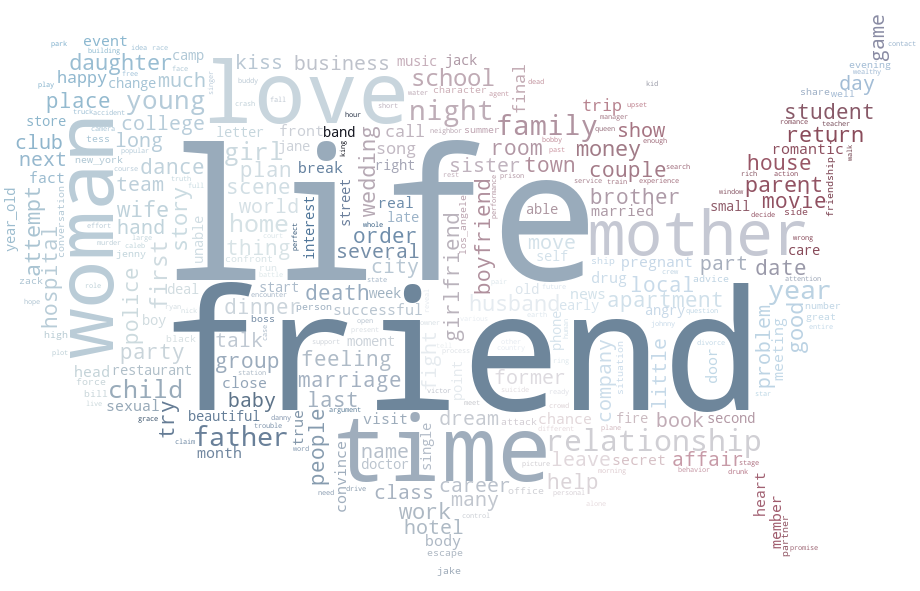 life
friend
love
time
woman
mother
relationship
family
night
school
young
daughter
father
child
girl
home
world
scene
plan
thing
husband
apartment
local
year
house
parent
movie
return
student
day
game
date
part
money
couple
brother
show
trip
room
town
sister
business
kiss
music
jack
final
call
song
right
wedding
band
break
front
letter
jane
interest
street
real
late
order
several
city
death
week
successful
start
dinner
talk
group
feeling
marriage
last
baby
close
boss
person
moment
beautiful
true
people
convince
month
visit
name
doctor
single
class
career
many
work
hotel
body
escape
jake
help
leave
secret
affair
dream
attack
chance
fire
book
second
former
company
situation
little
door
problem
meeting
good
number
great
entire
angry
news
early
drug
ship
pregnant
move
self
able
old
phone
point
fight
girlfriend
boyfriend
los_angeles
performance
married
small
side
decide
window
rich
action
romantic
romance
teacher
friendship
walk
care
wrong
attention
share
well
evening
wealthy
contact
event
park
building
idea
race
camp
happy
change
much
free
face
play
place
truck
accident
store
club
next
fact
tess
camera
new_york
college
long
popular
course
dance
team
wife
hand
story
truth
full
unable
first
police
boy
party
deal
black
restaurant
head
force
bill
live
sexual
grace
try
claim
trouble
danny
argument
word
need
drive
station
support
present
open
encounter
state
confront
run
perfect
whole
king
hour
short
fall
crash
buddy
character
agent
water
dead
kid
upset
manager
queen
enough
bobby
past
neighbor
summer
rest
prison
service
train
experience
search
year_old
attempt
hospital
conversation
effort
role
murder
large
caleb
jenny
zack
hope
high
plot
crew
question
johnny
advice
divorce
star
stage
behavior
drunk
heart
member
partner
promise
plane
different
picture
morning
office
personal
control
alone
suicide
ready
crowd
meet
victor
process